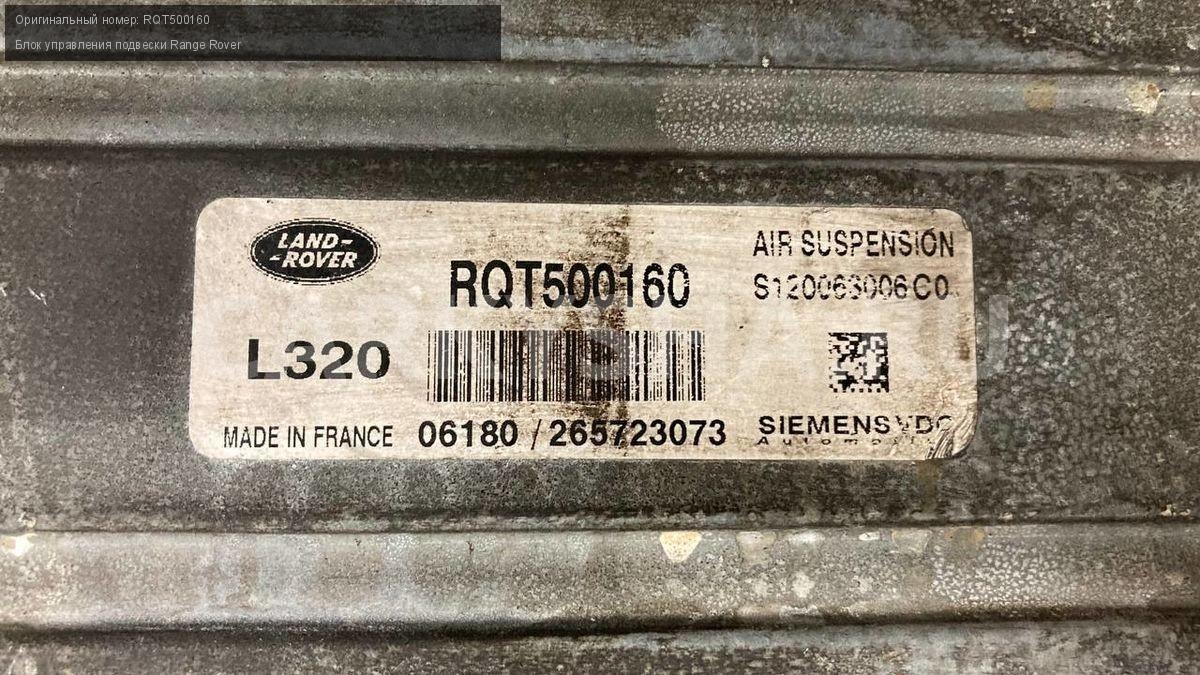 Оригинальный номер: RQT500160
Блок управления подвески Range Rover
LAND-
-ROVER
RQT500160
AIR SUSPENSION
S120063006C0
L320
MADE IN FRANCE
06180 / 265723073
SIEMENS VDO
Automotive